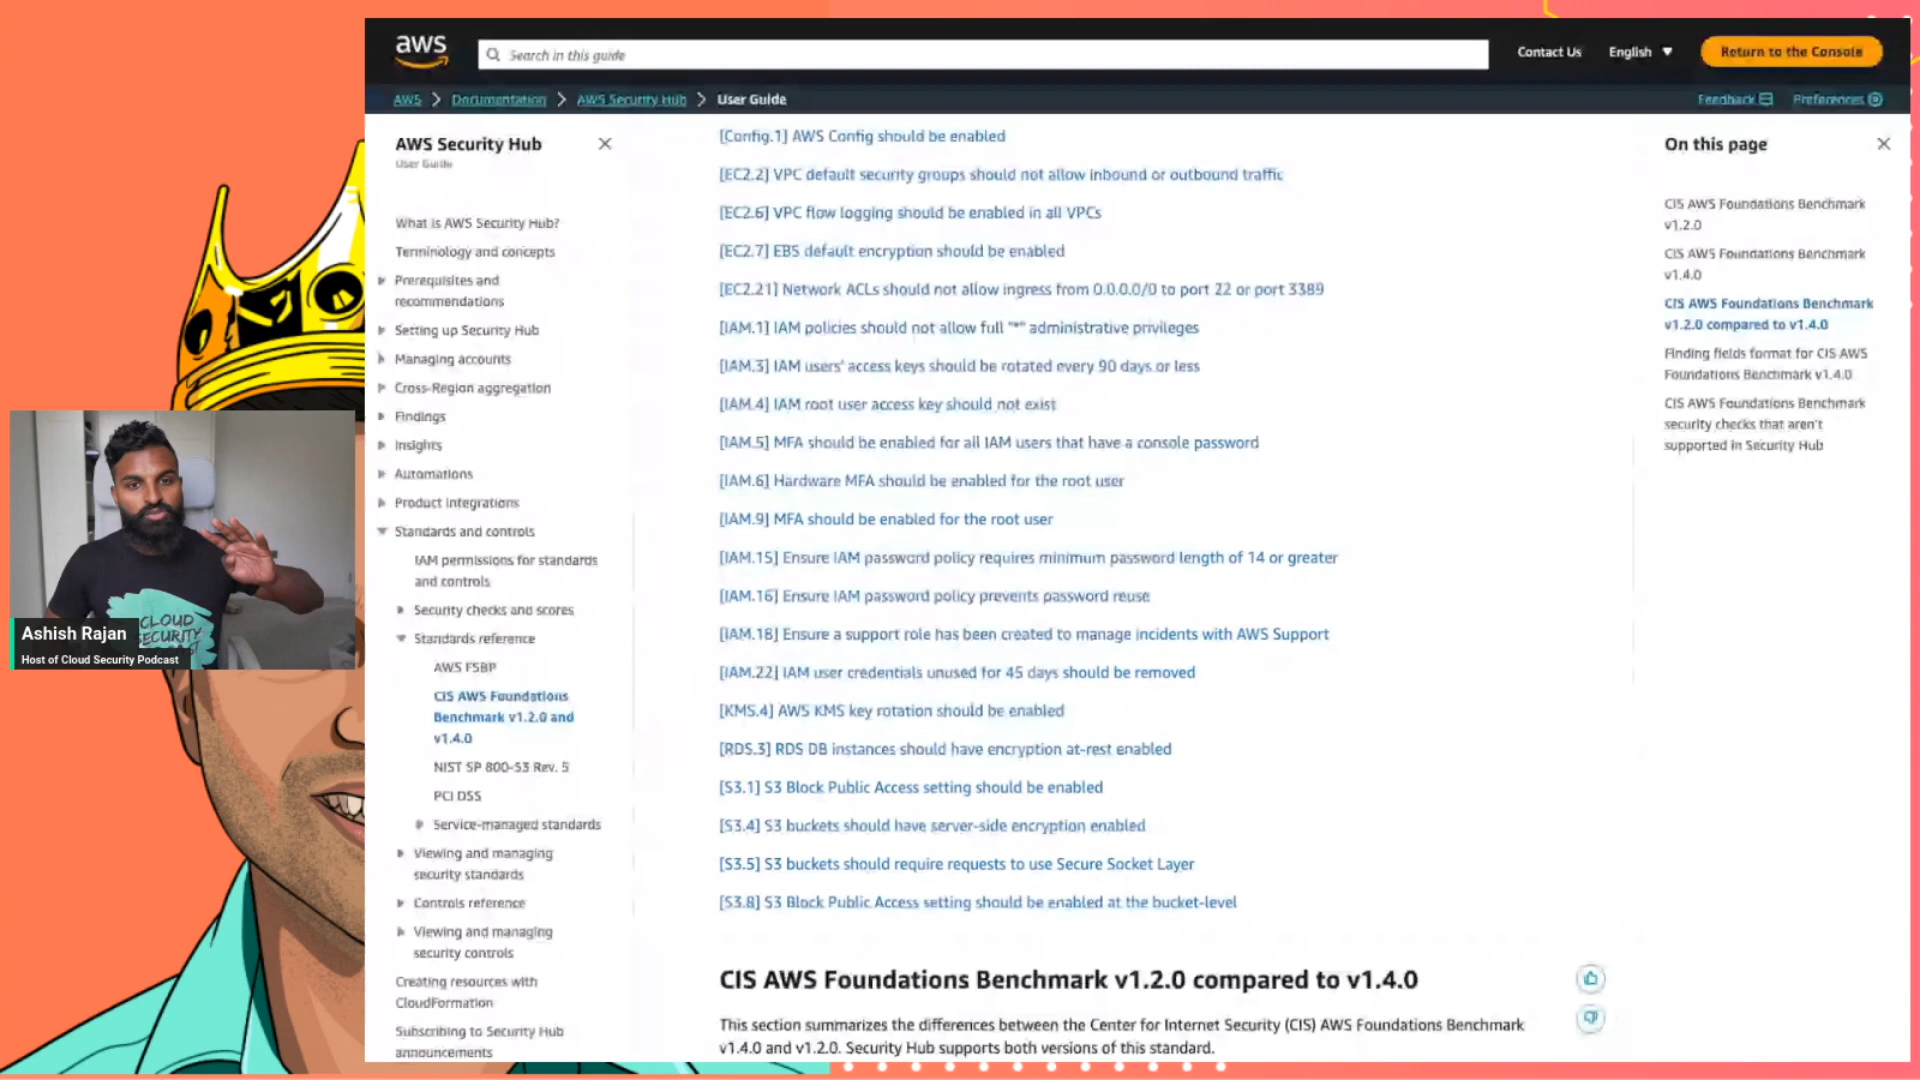 aws
Search in this guide
Contact Us
English
Return to the Console
AWS > Documentation > AWS Security Hub > User Guide
Feedback
Preferences
AWS Security Hub
User Guide
What is AWS Security Hub?
Terminology and concepts
Prerequisites and
recommendations
Setting up Security Hub
Managing accounts
Cross-Region aggregation
Findings
Insights
Automations
Product integrations
Standards and controls
IAM permissions for standards
and controls
Security checks and scores
Standards reference
AWS FSBP
CIS AWS Foundations
Benchmark v1.2.0 and
v1.4.0
NIST SP 800-53 Rev. 5
PCI DSS
Service-managed standards
Viewing and managing
security standards
Controls reference
Viewing and managing
security controls
Creating resources with
CloudFormation
Subscribing to Security Hub
announcements
[Config.1] AWS Config should be enabled
[EC2.2] VPC default security groups should not allow inbound or outbound traffic
[EC2.6] VPC flow logging should be enabled in all VPCs
[EC2.7] EBS default encryption should be enabled
[EC2.21] Network ACLs should not allow ingress from 0.0.0.0/0 to port 22 or port 3389
[IAM.1] IAM policies should not allow full "*" administrative privileges
[IAM.3] IAM users' access keys should be rotated every 90 days or less
[IAM.4] IAM root user access key should not exist
[IAM.5] MFA should be enabled for all IAM users that have a console password
[IAM.6] Hardware MFA should be enabled for the root user
[IAM.9] MFA should be enabled for the root user
[IAM.15] Ensure IAM password policy requires minimum password length of 14 or greater
[IAM.16] Ensure IAM password policy prevents password reuse
[IAM.18] Ensure a support role has been created to manage incidents with AWS Support
[IAM.22] IAM user credentials unused for 45 days should be removed
[KMS.4] AWS KMS key rotation should be enabled
[RDS.3] RDS DB instances should have encryption at-rest enabled
[S3.1] S3 Block Public Access setting should be enabled
[S3.4] S3 buckets should have server-side encryption enabled
[S3.5] S3 buckets should require requests to use Secure Socket Layer
[S3.8] S3 Block Public Access setting should be enabled at the bucket-level
CIS AWS Foundations Benchmark v1.2.0 compared to v1.4.0
This section summarizes the differences between the Center for Internet Security (CIS) AWS Foundations Benchmark
v1.4.0 and v1.2.0. Security Hub supports both versions of this standard.
On this page
CIS AWS Foundations Benchmark
v1.2.0
CIS AWS Foundations Benchmark
v1.4.0
CIS AWS Foundations Benchmark
v1.2.0 compared to v1.4.0
Finding fields format for CIS AWS
Foundations Benchmark v1.4.0
CIS AWS Foundations Benchmark
security checks that aren't
supported in Security Hub
CLOUD
SECURITY
Ashish Rajan
Host of Cloud Security Podcast